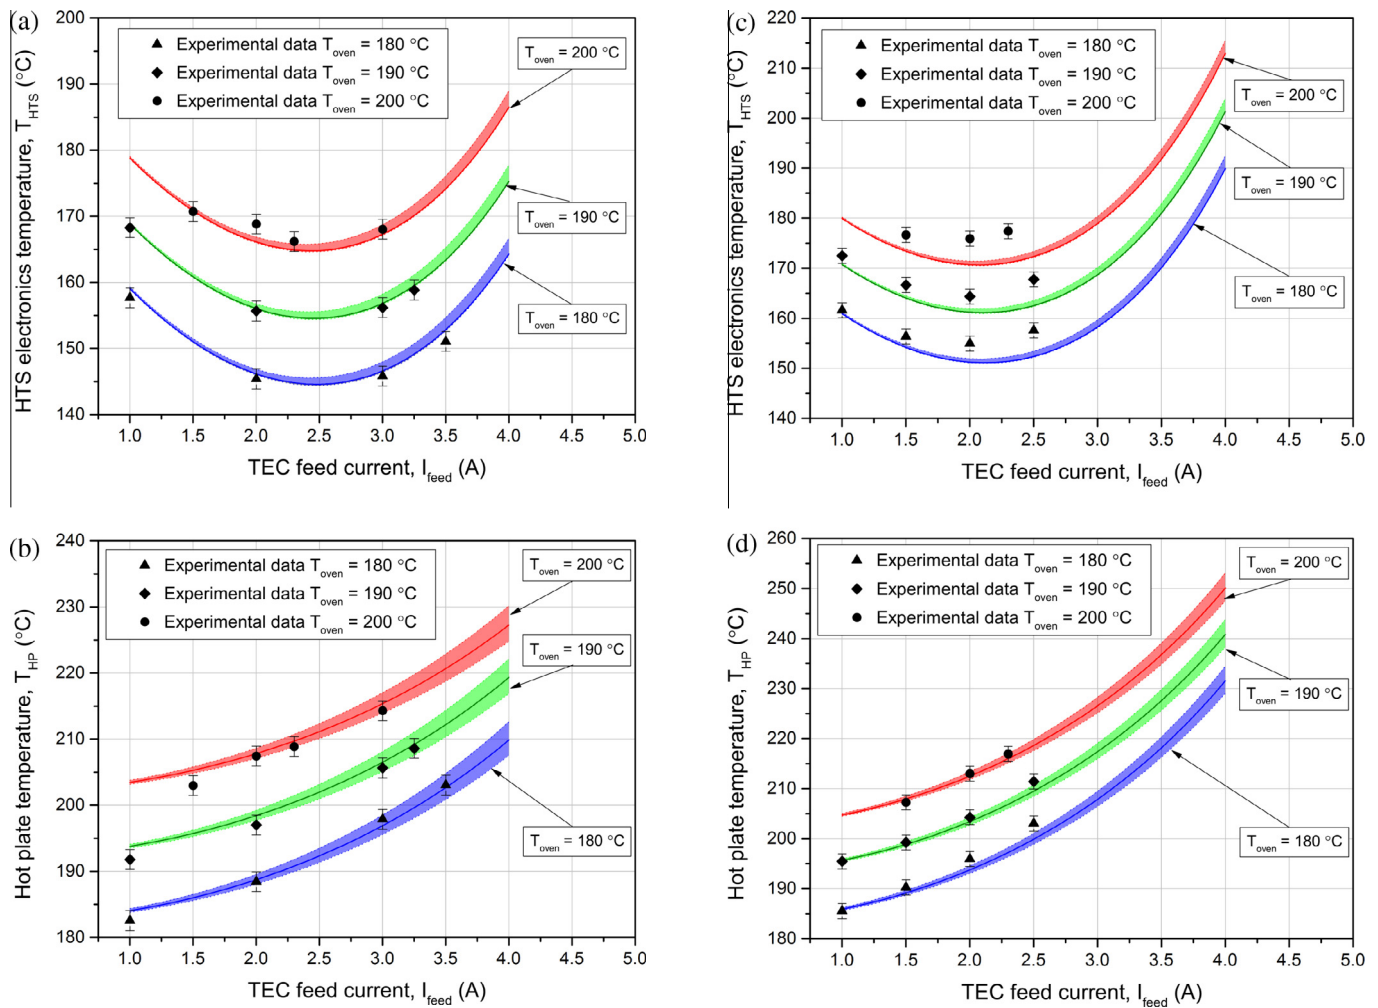 (a)
200
190
180
170
160
150
140
HTS electronics temperature, T_HTS (°C)
Experimental data T_oven = 180 °C
Experimental data T_oven = 190 °C
Experimental data T_oven = 200 °C
T_oven = 200 °C
T_oven = 190 °C
T_oven = 180 °C
1.0 1.5 2.0 2.5 3.0 3.5 4.0 4.5 5.0
TEC feed current, I_feed (A)
(c)
220
210
200
190
180
170
160
150
140
HTS electronics temperature, T_HTS (°C)
Experimental data T_oven = 180 °C
Experimental data T_oven = 190 °C
Experimental data T_oven = 200 °C
T_oven = 200 °C
T_oven = 190 °C
T_oven = 180 °C
1.0 1.5 2.0 2.5 3.0 3.5 4.0 4.5 5.0
TEC feed current, I_feed (A)
(b)
240
230
220
210
200
190
180
Hot plate temperature, T_HP (°C)
Experimental data T_oven = 180 °C
Experimental data T_oven = 190 °C
Experimental data T_oven = 200 °C
T_oven = 200 °C
T_oven = 190 °C
T_oven = 180 °C
1.0 1.5 2.0 2.5 3.0 3.5 4.0 4.5 5.0
TEC feed current, I_feed (A)
(d)
260
250
240
230
220
210
200
190
180
Hot plate temperature, T_HP (°C)
Experimental data T_oven = 180 °C
Experimental data T_oven = 190 °C
Experimental data T_oven = 200 °C
T_oven = 200 °C
T_oven = 190 °C
T_oven = 180 °C
1.0 1.5 2.0 2.5 3.0 3.5 4.0 4.5 5.0
TEC feed current, I_feed (A)